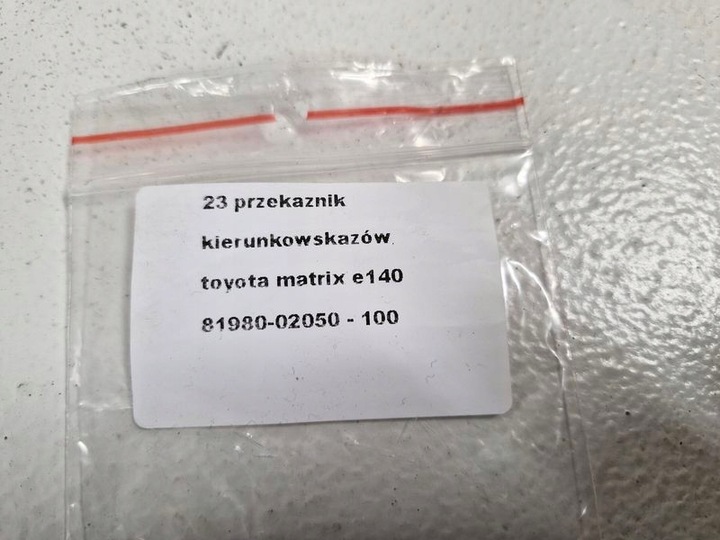 23 przekaznik
kierunkowskazów
toyota matrix e140
81980-02050 - 100